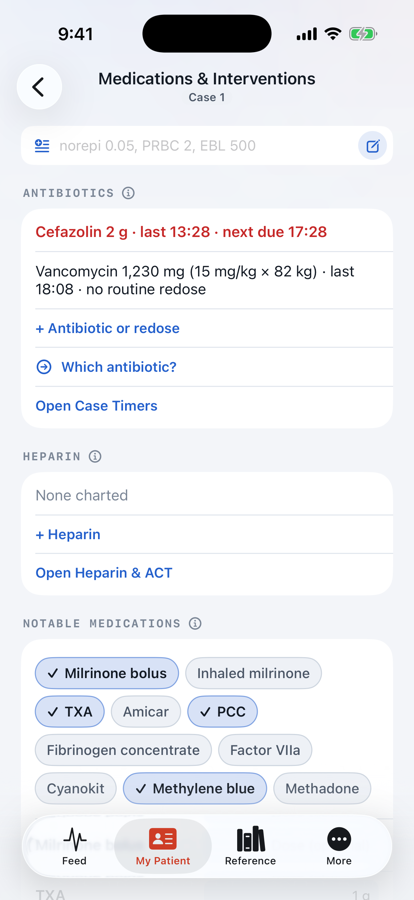 9:41
Medications & Interventions
Case 1
norepi 0.05, PRBC 2, EBL 500
ANTIBIOTICS
Cefazolin 2 g · last 13:28 · next due 17:28
Vancomycin 1,230 mg (15 mg/kg × 82 kg) · last
18:08 · no routine redose
+ Antibiotic or redose
Which antibiotic?
Open Case Timers
HEPARIN
None charted
+ Heparin
Open Heparin & ACT
NOTABLE MEDICATIONS
✓ Milrinone bolus Inhaled milrinone
✓ TXA Amicar ✓ PCC
Fibrinogen concentrate Factor VIIa
Cyanokit ✓ Methylene blue Methadone
Feed My Patient Reference More
TXA 1 g